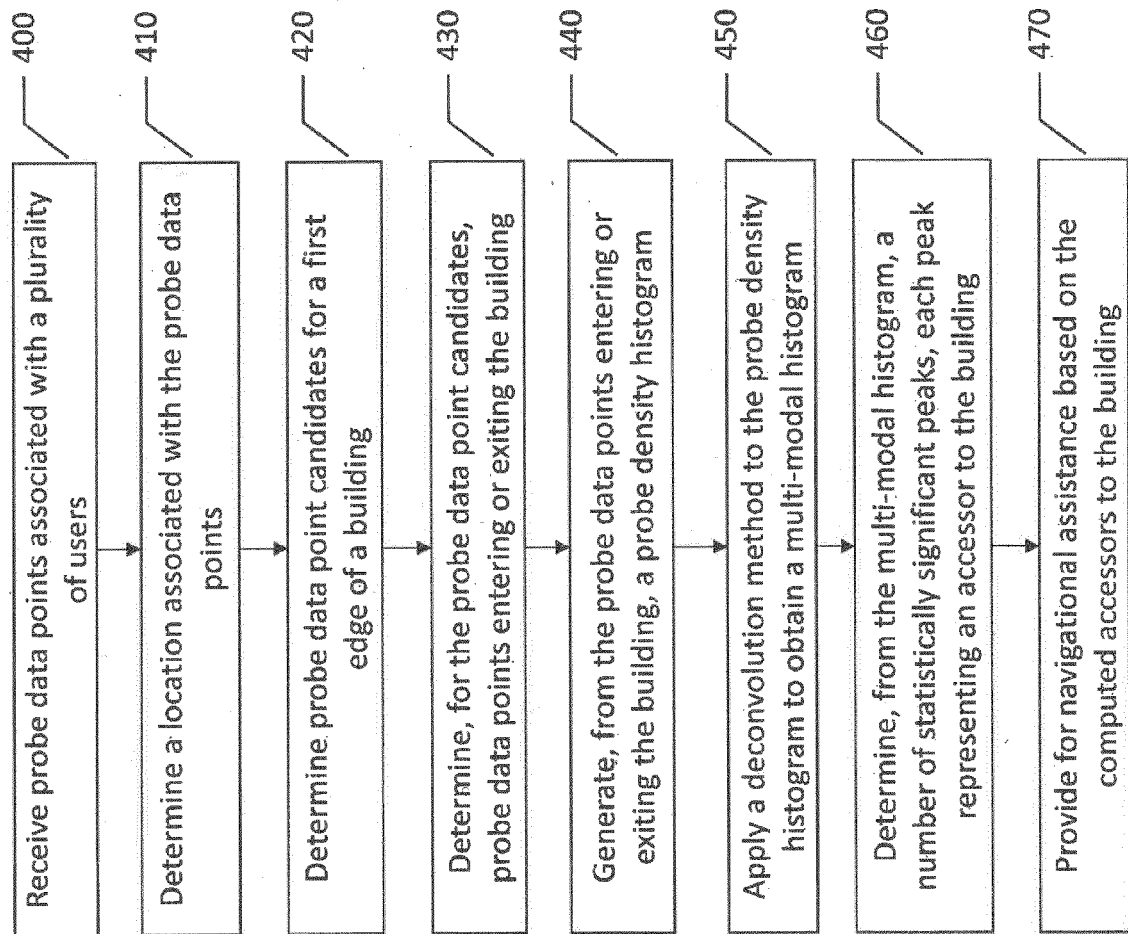 Receive probe data points associated with a plurality
of users
400
Determine a location associated with the probe data
points
410
Determine probe data point candidates for a first
edge of a building
420
Determine, for the probe data point candidates,
probe data points entering or exiting the building
430
Generate, from the probe data points entering or
exiting the building, a probe density histogram
440
Apply a deconvolution method to the probe density
histogram to obtain a multi-modal histogram
450
Determine, from the multi-modal histogram, a
number of statistically significant peaks, each peak
representing an accessor to the building
460
Provide for navigational assistance based on the
computed accessors to the building
470